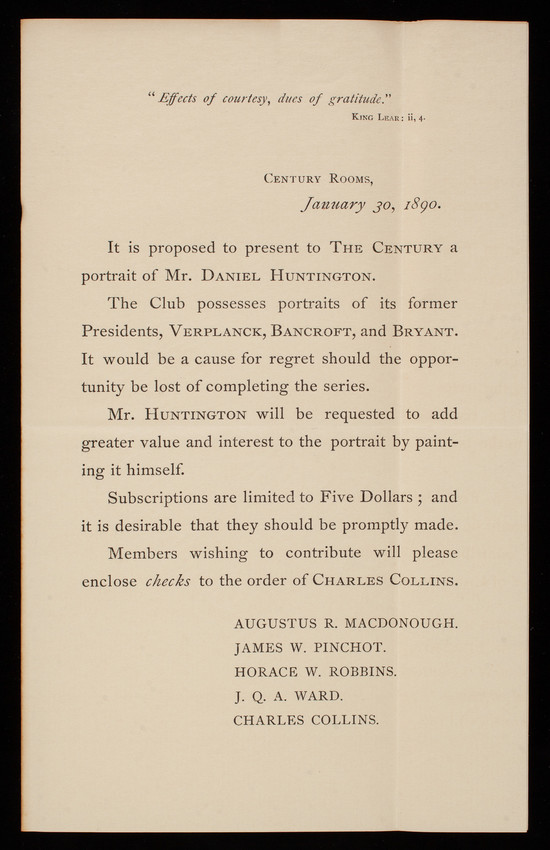 "Effects of courtesy, dues of gratitude."
King Lear: ii, 4.
Century Rooms,
January 30, 1890.
It is proposed to present to The Century a
portrait of Mr. Daniel Huntington.
The Club possesses portraits of its former
Presidents, Verplanck, Bancroft, and Bryant.
It would be a cause for regret should the oppor-
tunity be lost of completing the series.
Mr. Huntington will be requested to add
greater value and interest to the portrait by paint-
ing it himself.
Subscriptions are limited to Five Dollars ; and
it is desirable that they should be promptly made.
Members wishing to contribute will please
enclose checks to the order of Charles Collins.
AUGUSTUS R. MACDONOUGH.
JAMES W. PINCHOT.
HORACE W. ROBBINS.
J. Q. A. WARD.
CHARLES COLLINS.